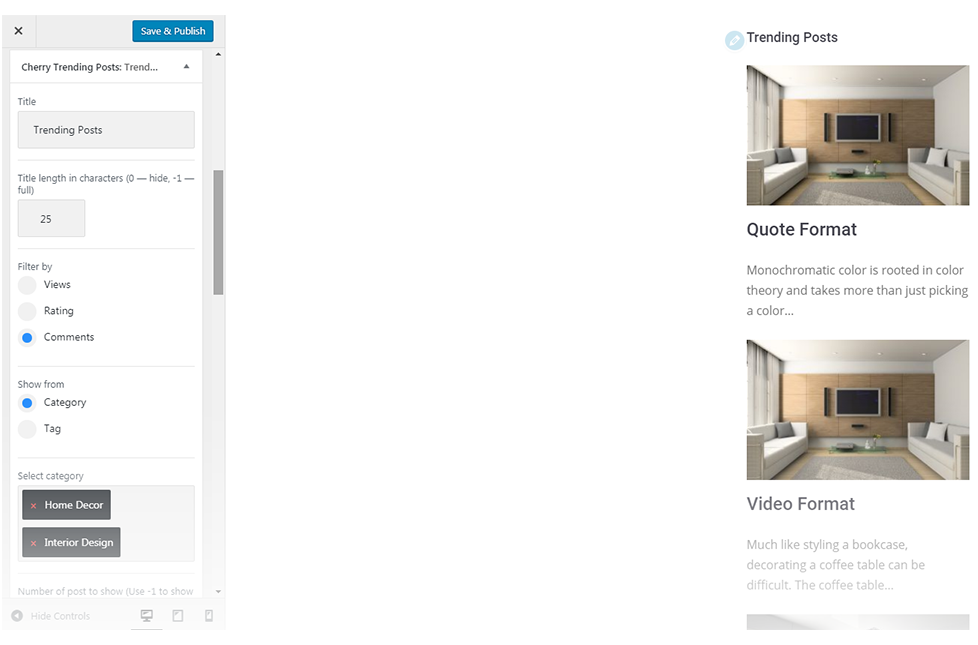 Save & Publish
Cherry Trending Posts: Trend...
Title
Trending Posts
Title length in characters (0 — hide, -1 —
full)
25
Filter by
Views
Rating
Comments
Show from
Category
Tag
Select category
Home Decor
Interior Design
Number of post to show (Use -1 to show
Hide Controls
Trending Posts
Quote Format
Monochromatic color is rooted in color
theory and takes more than just picking
a color...
Video Format
Much like styling a bookcase,
decorating a coffee table can be
difficult. The coffee table...